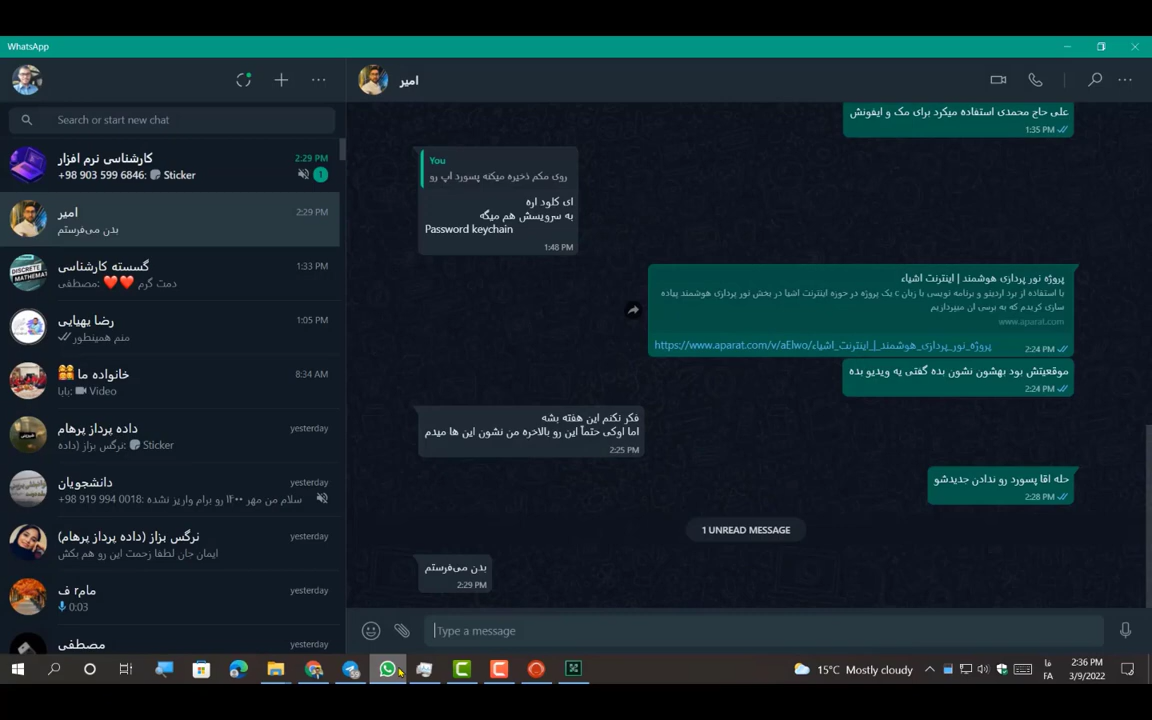 WhatsApp
Search or start new chat
کارشناسی نرم افزار
2:29 PM
+98 903 599 6846: Sticker
1
امیر
2:29 PM
بدن می‌فرستم
گسسته کارشناسی
1:33 PM
دمت گرم ❤️❤️ :مصطفی
DISCRETE
MATHEMAT
رضا یهیایی
1:05 PM
منم همینطور
خانواده ما 🤗
8:34 AM
بابا: Video
داده پرداز پرهام
yesterday
نرگس بزاز (داده: Sticker
دانشجویان
yesterday
+98 919 994 0018: سلام من مهر ۱۴۰۰ رو برام واریز نشده
نرگس بزاز (داده پرداز پرهام)
yesterday
ایمان جان لطفا زحمت این رو هم بکش
مامr ف
yesterday
0:03
مصطفی
yesterday
امیر
علی حاج محمدی استفاده میکرد برای مک و ایفونش
1:35 PM
You
روی مکم ذخیره میکنه پسورد اپ رو
ای کلود اره
به سرویسش هم میگه
Password keychain
1:48 PM
پروژه نور پردازی هوشمند | اینترنت اشیاء
با استفاده از برد اردینو و برنامه نویسی با زبان c یک پروژه در حوزه اینترنت اشیا در بخش نور پردازی هوشمند پیاده
سازی کریدم که به برسی ان میپردازیم
www.aparat.com
https://www.aparat.com/v/aElwo/پروژه_نور_پردازی_هوشمند_|_اینترنت_اشیاء
2:24 PM
موقعیتش بود بهشون نشون بده گفتی یه ویدیو بده
2:24 PM
فکر نکنم این هفته بشه
اما اوکی حتماً این رو بالاخره من نشون این ها میدم
2:25 PM
حله اقا پسورد رو ندادن جدیدشو
2:28 PM
1 UNREAD MESSAGE
بدن می‌فرستم
2:29 PM
Type a message
15°C Mostly cloudy
فا
FA
2:36 PM
3/9/2022